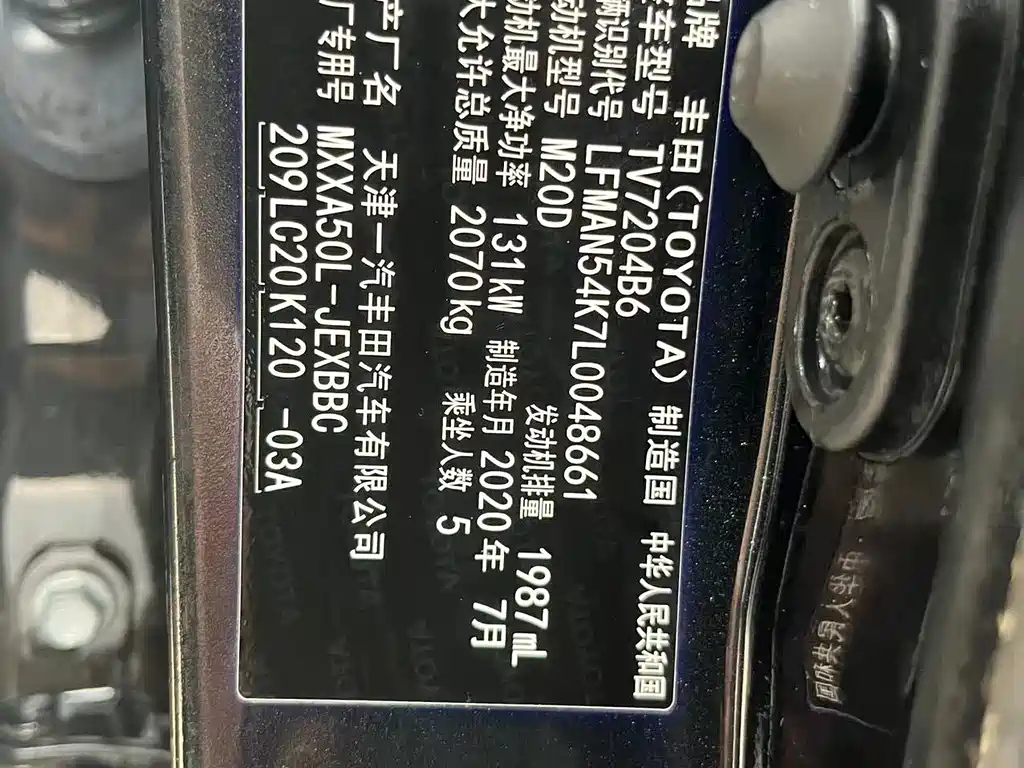 品牌 丰田(TOYOTA) 制造国 中华人民共和国
车型号 TV7204B6
辆识别代号 LFMAN54K7L0048661
动机型号 M20D 发动机排量 1987mL
动机最大净功率 131kW 制造年月 2020年 7月
大允许总质量 2070kg 乘坐人数 5
产厂名 天津一汽丰田汽车有限公司
厂专用号 MXXA50L-JEXBBC
209LC20K120 -03A